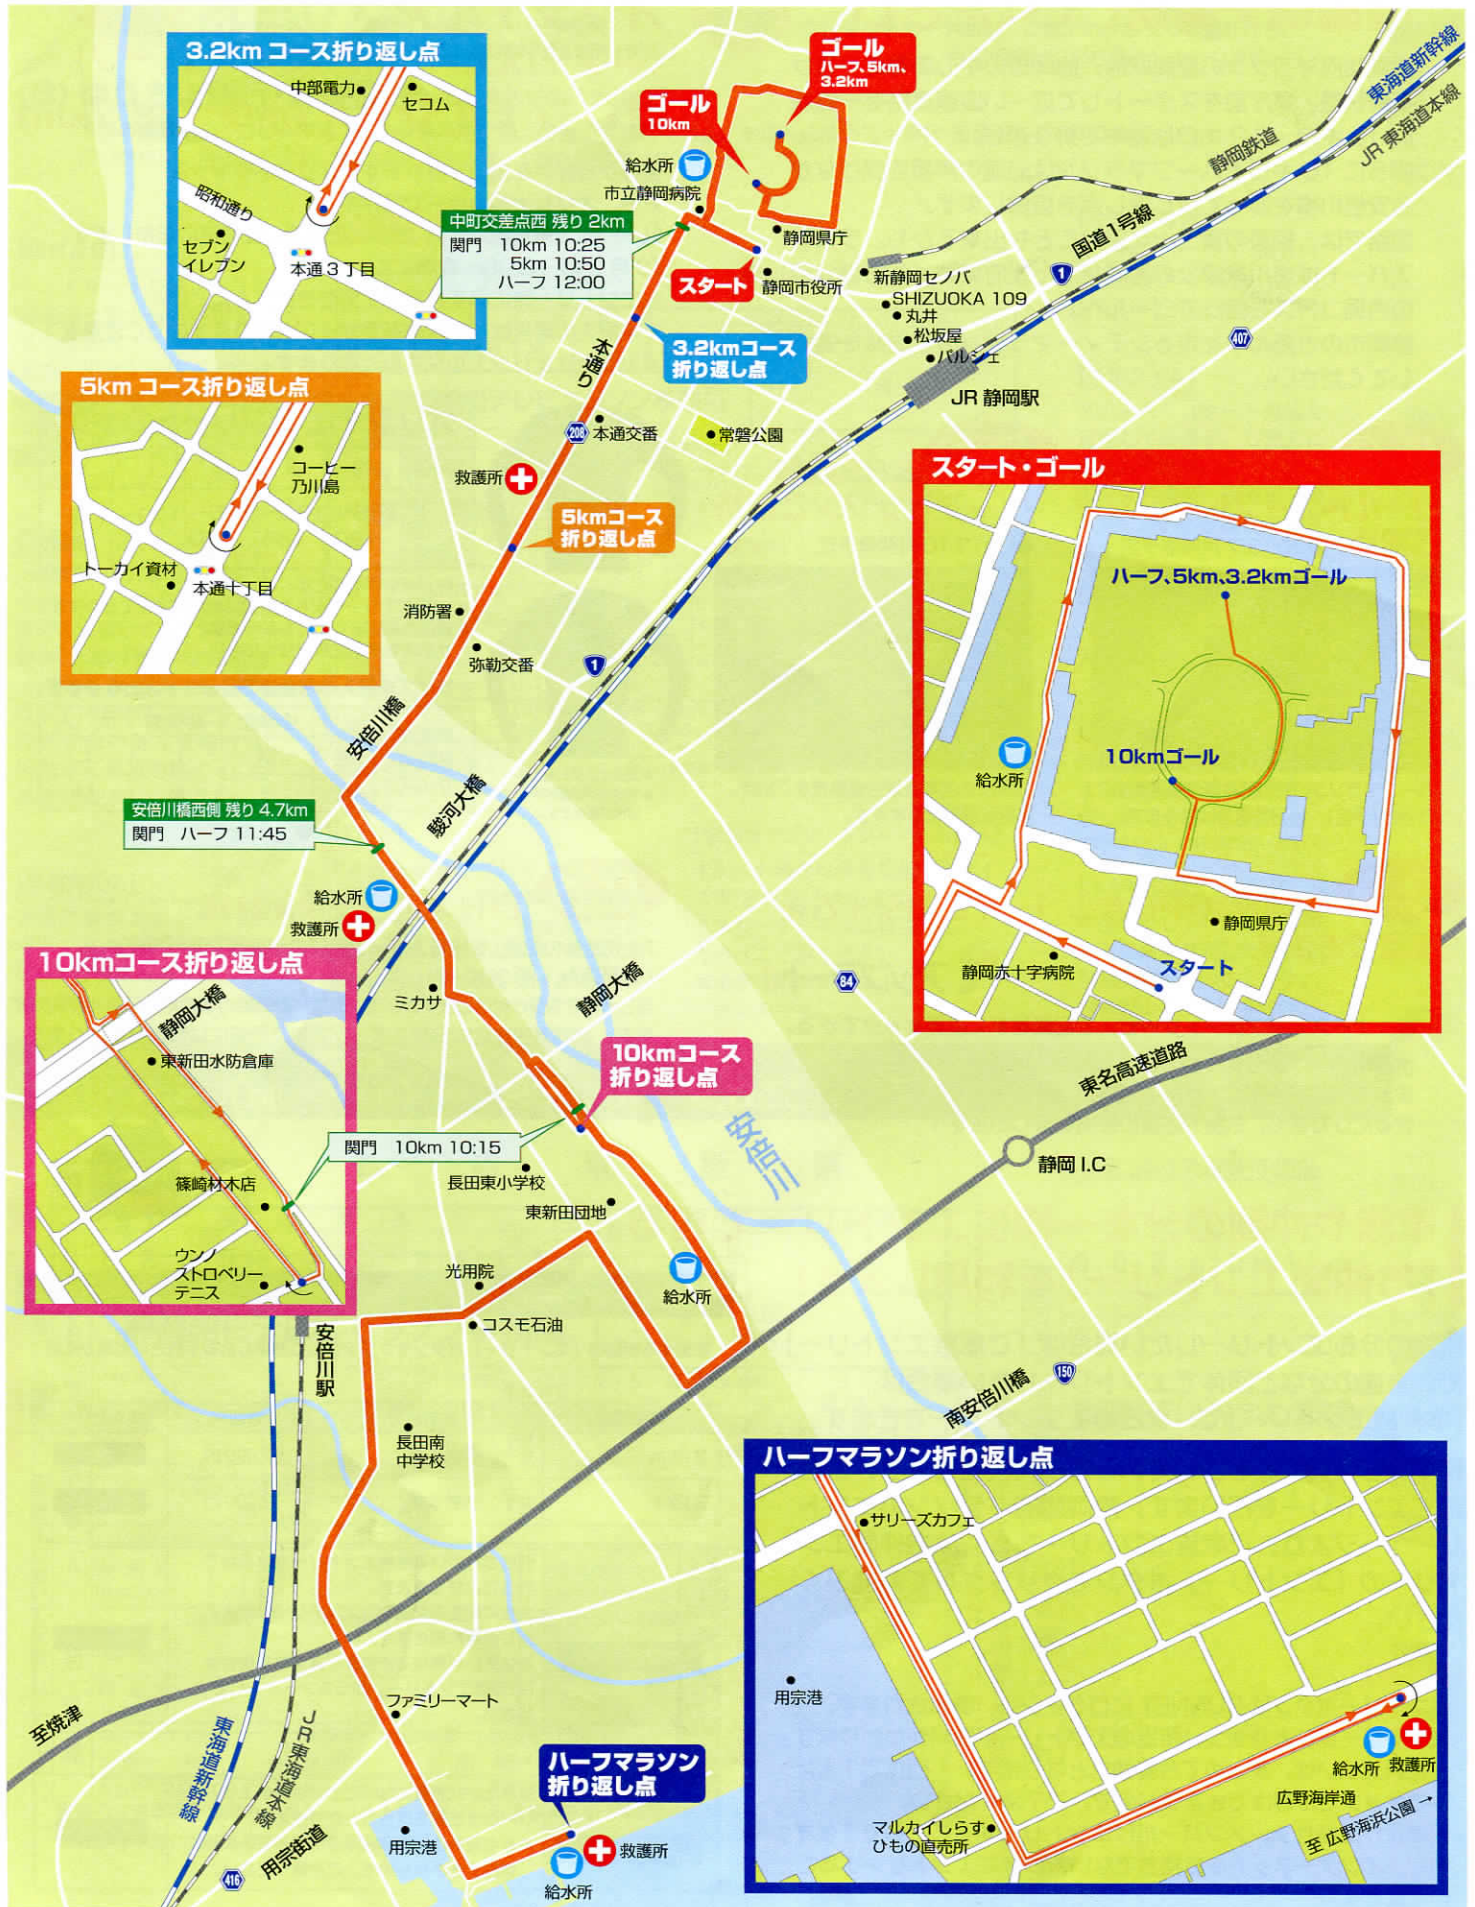 3.2km コース折り返し点
中部電力
セコム
昭和通り
セブン
イレブン
本通3丁目
ゴール
ハーフ、5km、
3.2km
ゴール
10km
給水所
市立静岡病院
中町交差点西 残り 2km
関門 10km 10:25
5km 10:50
ハーフ 12:00
スタート
静岡県庁
静岡市役所
新静岡セノバ
SHIZUOKA 109
丸井
松坂屋
パルシェ
JR 静岡駅
静岡鉄道
国道1号線
1
東海道新幹線
JR 東海道本線
407
3.2kmコース
折り返し点
本通り
208
本通交番
常磐公園
救護所
5kmコース
折り返し点
消防署
弥勒交番
1
5km コース折り返し点
コーヒー
乃川島
トーカイ資材
本通十丁目
安倍川橋
駿河大橋
安倍川橋西側 残り 4.7km
関門 ハーフ 11:45
給水所
救護所
ミカサ
静岡大橋
84
スタート・ゴール
ハーフ、5km、3.2kmゴール
10kmゴール
給水所
静岡県庁
静岡赤十字病院
スタート
10kmコース折り返し点
静岡大橋
東新田水防倉庫
篠崎材木店
ウンノ
ストロベリー
テニス
10kmコース
折り返し点
関門 10km 10:15
長田東小学校
東新田団地
安倍川
東名高速道路
静岡 I.C
光用院
コスモ石油
給水所
安倍川駅
長田南
中学校
南安倍川橋
150
至焼津
東海道新幹線
JR東海道本線
ファミリーマート
用宗街道
416
用宗港
ハーフマラソン
折り返し点
救護所
給水所
ハーフマラソン折り返し点
サリーズカフェ
用宗港
マルカイしらす
ひもの直売所
給水所
救護所
広野海岸通
至 広野海浜公園 →